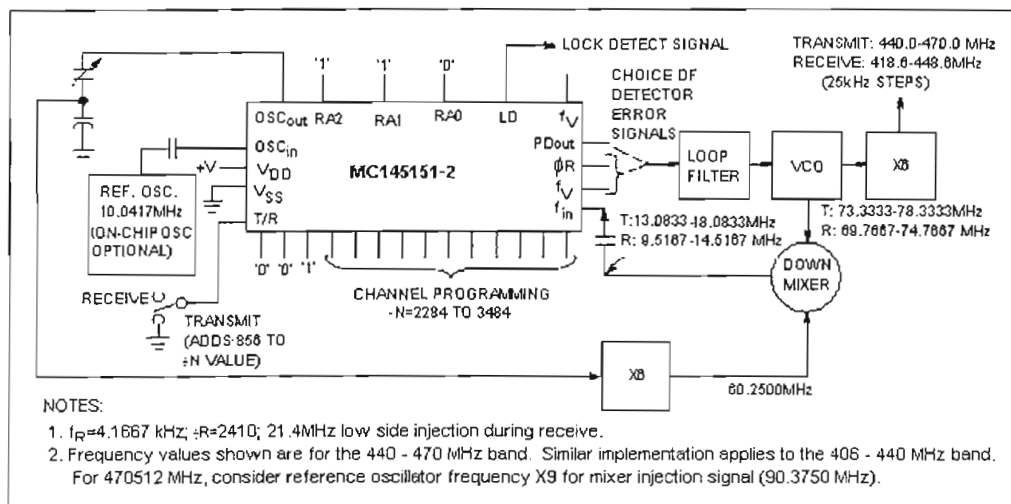 LOCK DETECT SIGNAL
TRANSMIT: 440.0-470.0 MHz
RECEIVE: 418.6-448.6MHz
(25kHz STEPS)
'1'
'1'
'0'
CHOICE OF
DETECTOR
ERROR
SIGNALS
OSCout
RA2
RA1
RA0
LD
fV
OSCin
PDout
+V
VDD
MC145151-2
ϕR
VSS
fV
T/R
fin
LOOP
FILTER
VCO
X6
REF. OSC.
10.0417MHz
(ON-CHIP OSC
OPTIONAL)
T:13.0833-18.0833MHz
R: 9.5167-14.5167 MHz
T: 73.3333-78.3333MHz
R: 69.7667-74.7667 MHz
'0' '0' '1'
DOWN
MIXER
CHANNEL PROGRAMMING
-N=2284 TO 3484
RECEIVE
TRANSMIT
(ADDS-856 TO
÷N VALUE)
X6
60.2500MHz
NOTES:
1. fR=4.1667 kHz; ÷R=2410; 21.4MHz low side injection during receive.
2. Frequency values shown are for the 440 - 470 MHz band. Similar implementation applies to the 406 - 440 MHz band.
For 470512 MHz, consider reference oscillator frequency X9 for mixer injection signal (90.3750 MHz).